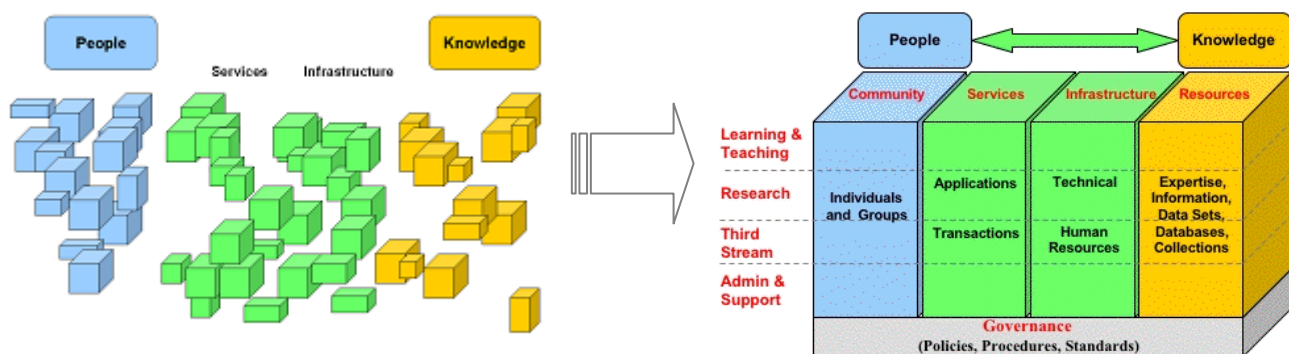 People
Knowledge
Services
Infrastructure
People
Knowledge
Community
Services
Infrastructure
Resources
Learning &
Teaching
Research
Third
Stream
Admin &
Support
Individuals
and Groups
Applications
Transactions
Technical
Human
Resources
Expertise,
Information,
Data Sets,
Databases,
Collections
Governance
(Policies, Procedures, Standards)